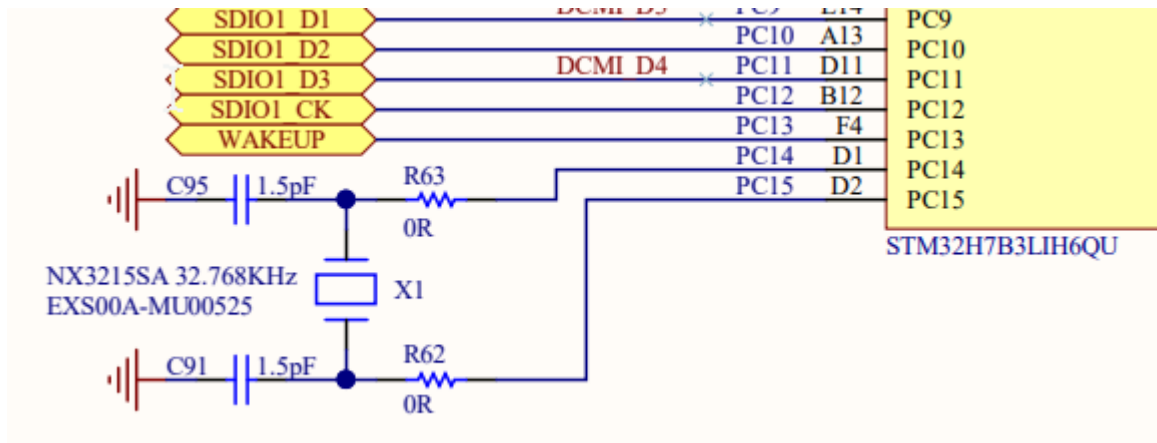 SDIO1_D1 PC9
SDIO1_D2 PC10 A13 PC10
SDIO1_D3 DCMI_D4 PC11 D11 PC11
SDIO1_CK PC12 B12 PC12
WAKEUP PC13 F4 PC13
PC14 D1 PC14
C95 1.5pF R63 PC15 D2 PC15
0R
STM32H7B3LIH6QU
NX3215SA 32.768KHz
EXS00A-MU00525
X1
C91 1.5pF R62
0R